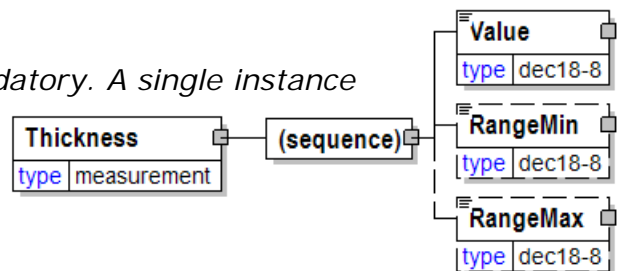 Value
type dec18-8
datory. A single instance
RangeMin
type dec18-8
Thickness
type measurement
(sequence)
RangeMax
type dec18-8